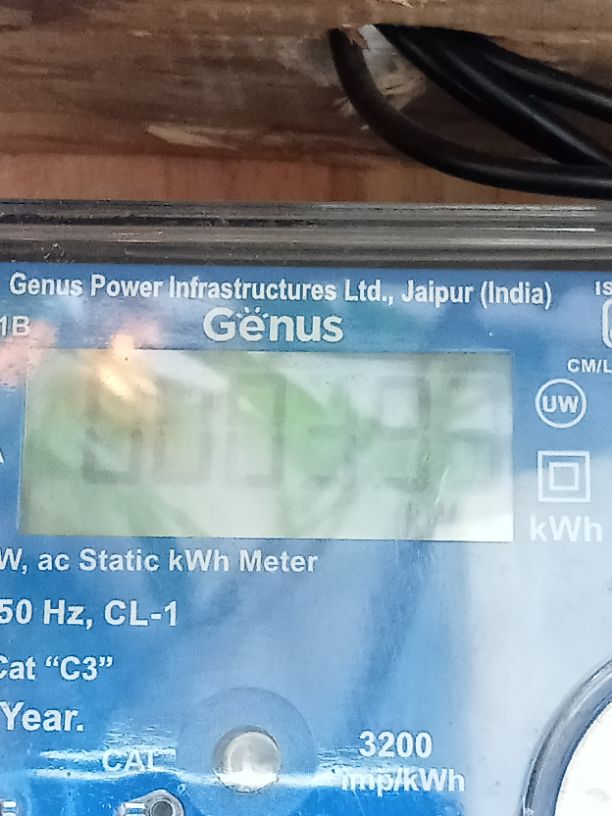 Genus Power Infrastructures Ltd., Jaipur (India)
IS
1B
Genus
CM/L
UW
kWh
W, ac Static kWh Meter
50 Hz, CL-1
Cat “C3”
Year.
CAL
3200
imp/kWh